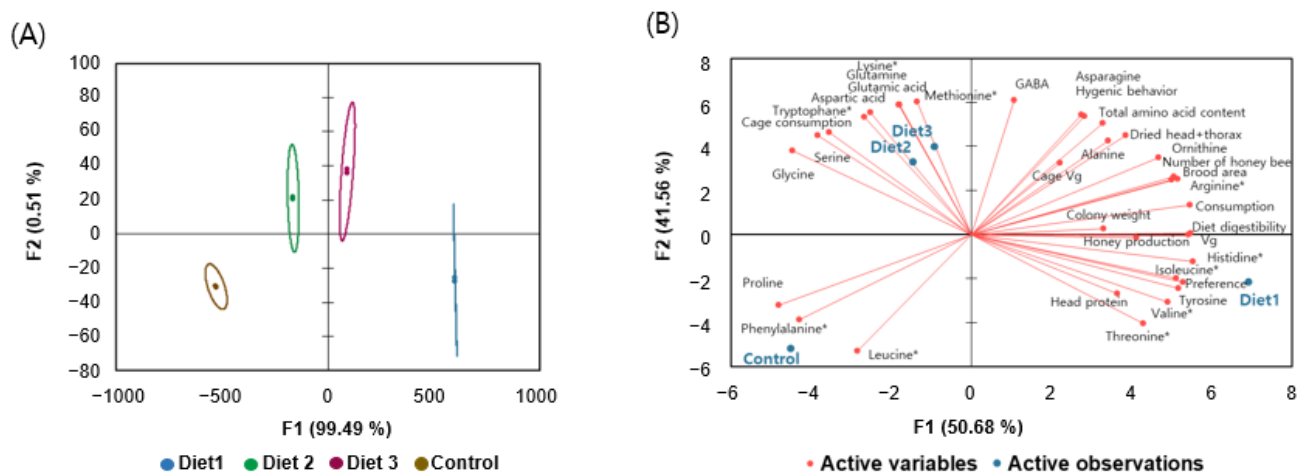 (A)
100
80
60
40
20
0
−20
−40
−60
−80
F2 (0.51 %)
−1000
−500
0
500
1000
F1 (99.49 %)
Diet1
Diet 2
Diet 3
Control
(B)
8
6
4
2
0
−2
−4
−6
F2 (41.56 %)
Lysine*
Glutamine
Glutamic acid
Methionine*
Aspartic acid
Tryptophane*
Cage consumption
Diet3
Diet2
Serine
Glycine
GABA
Asparagine
Hygenic behavior
Total amino acid content
Dried head+thorax
Alanine
Ornithine
Cage Vg
Number of honey bee
Brood area
Arginine*
Consumption
Colony weight
Diet digestibility
Honey production
Vg
Histidine*
Isoleucine*
Preference
Head protein
Tyrosine
Diet1
Valine*
Threonine*
Proline
Phenylalanine*
Control
Leucine*
−6
−4
−2
0
2
4
6
8
F1 (50.68 %)
Active variables
Active observations